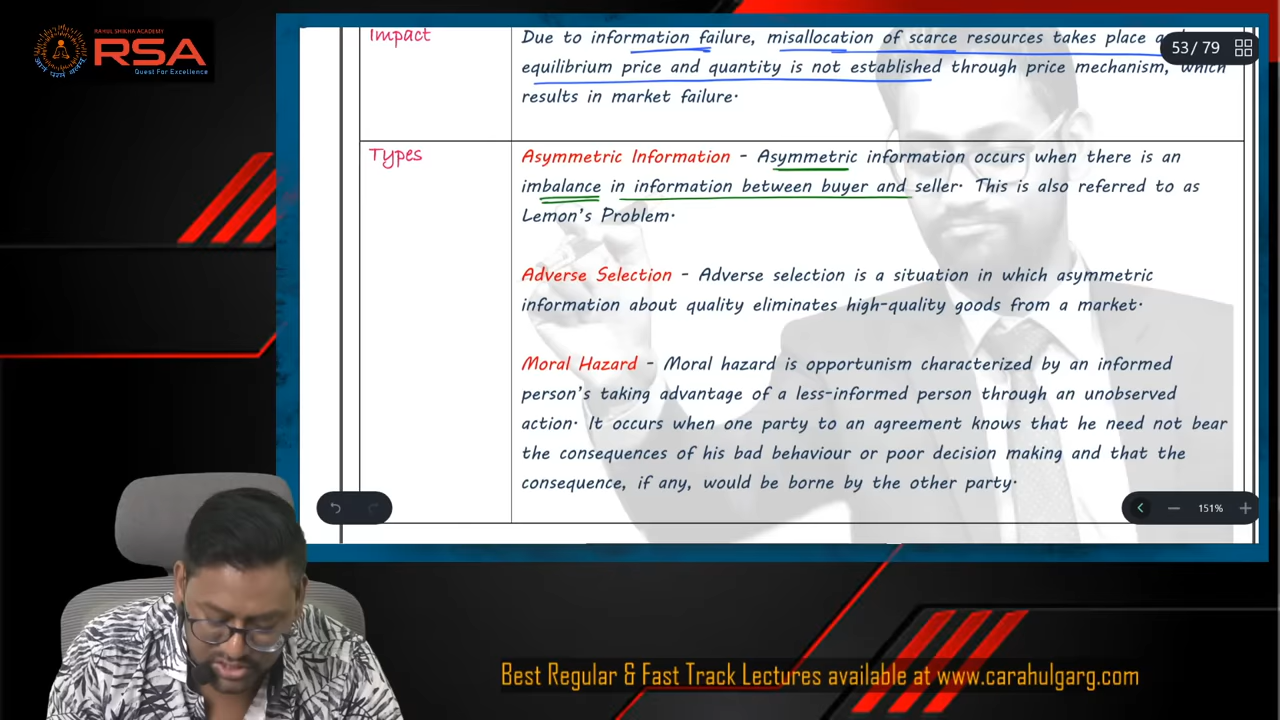 RAHUL SHIKHA ACADEMY
RSA
Quest For Excellence
Impact
Due to information failure, misallocation of scarce resources takes place
53/79
equilibrium price and quantity is not established through price mechanism, which
results in market failure.
Types
Asymmetric Information - Asymmetric information occurs when there is an
imbalance in information between buyer and seller. This is also referred to as
Lemon's Problem.
Adverse Selection - Adverse selection is a situation in which asymmetric
information about quality eliminates high-quality goods from a market.
Moral Hazard - Moral hazard is opportunism characterized by an informed
person's taking advantage of a less-informed person through an unobserved
action. It occurs when one party to an agreement knows that he need not bear
the consequences of his bad behaviour or poor decision making and that the
consequence, if any, would be borne by the other party.
151%
Best Regular & Fast Track Lectures available at www.carahulgarg.com